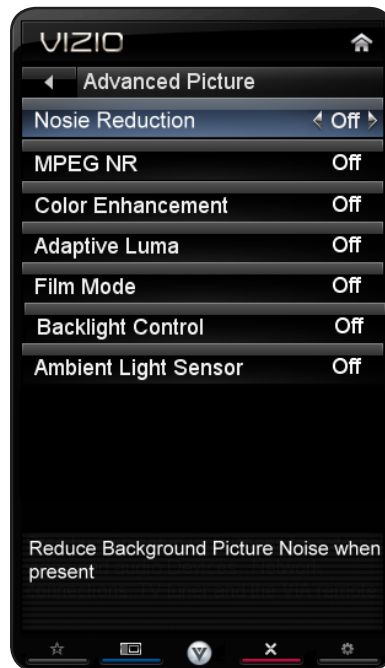 VIZIO
Advanced Picture
Nosie Reduction Off
MPEG NR Off
Color Enhancement Off
Adaptive Luma Off
Film Mode Off
Backlight Control Off
Ambient Light Sensor Off
Reduce Background Picture Noise when
present
V